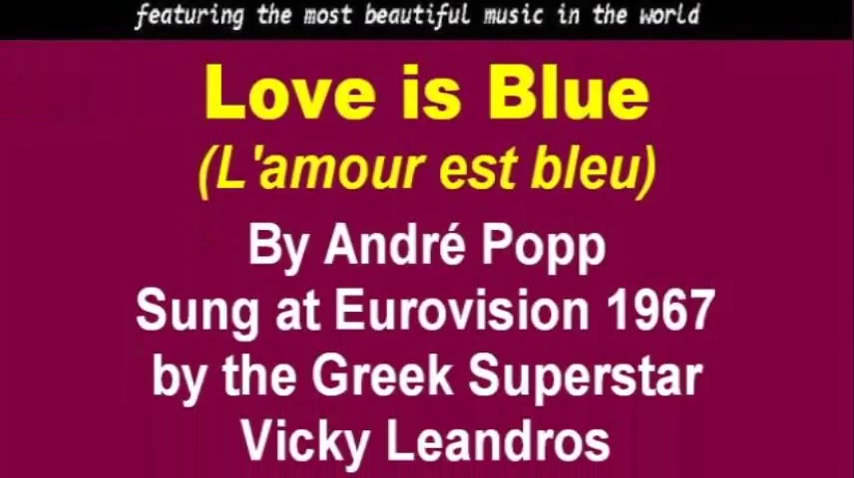 featuring the most beautiful music in the world
Love is Blue
(L'amour est bleu)
By André Popp
Sung at Eurovision 1967
by the Greek Superstar
Vicky Leandros